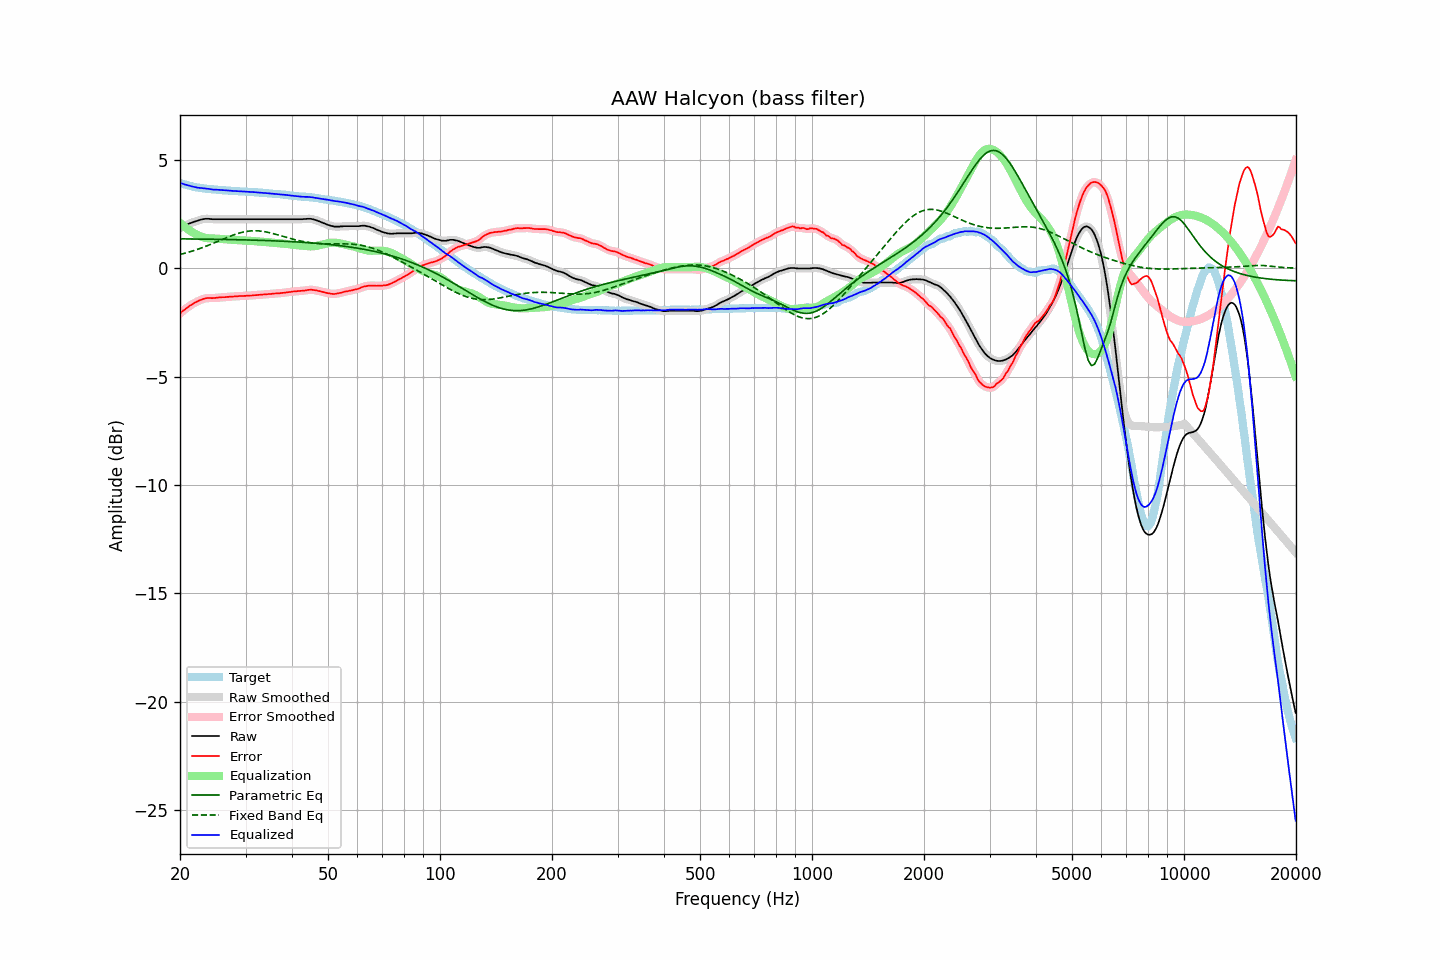 AAW Halcyon (bass filter)
Amplitude (dBr)
5
0
−5
−10
−15
−20
−25
Target
Raw Smoothed
Error Smoothed
Raw
Error
Equalization
Parametric Eq
Fixed Band Eq
Equalized
20 50 100 200 500 1000 2000 5000 10000 20000
Frequency (Hz)